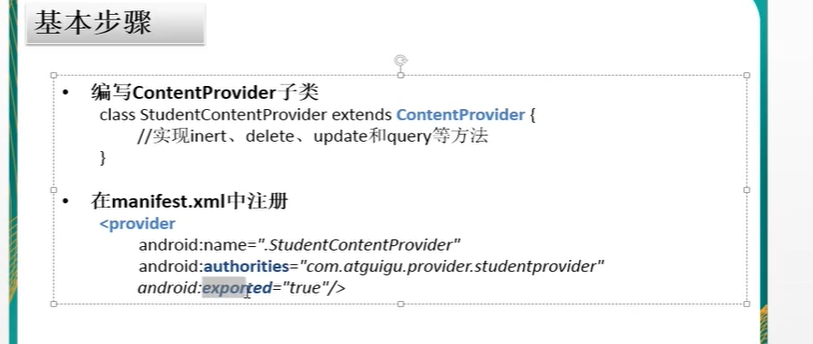 基本步骤
• 编写ContentProvider子类
class StudentContentProvider extends ContentProvider {
//实现inert、delete、update和query等方法
}
• 在manifest.xml中注册
<provider
android:name=".StudentContentProvider"
android:authorities="com.atguigu.provider.studentprovider"
android:exported="true"/>